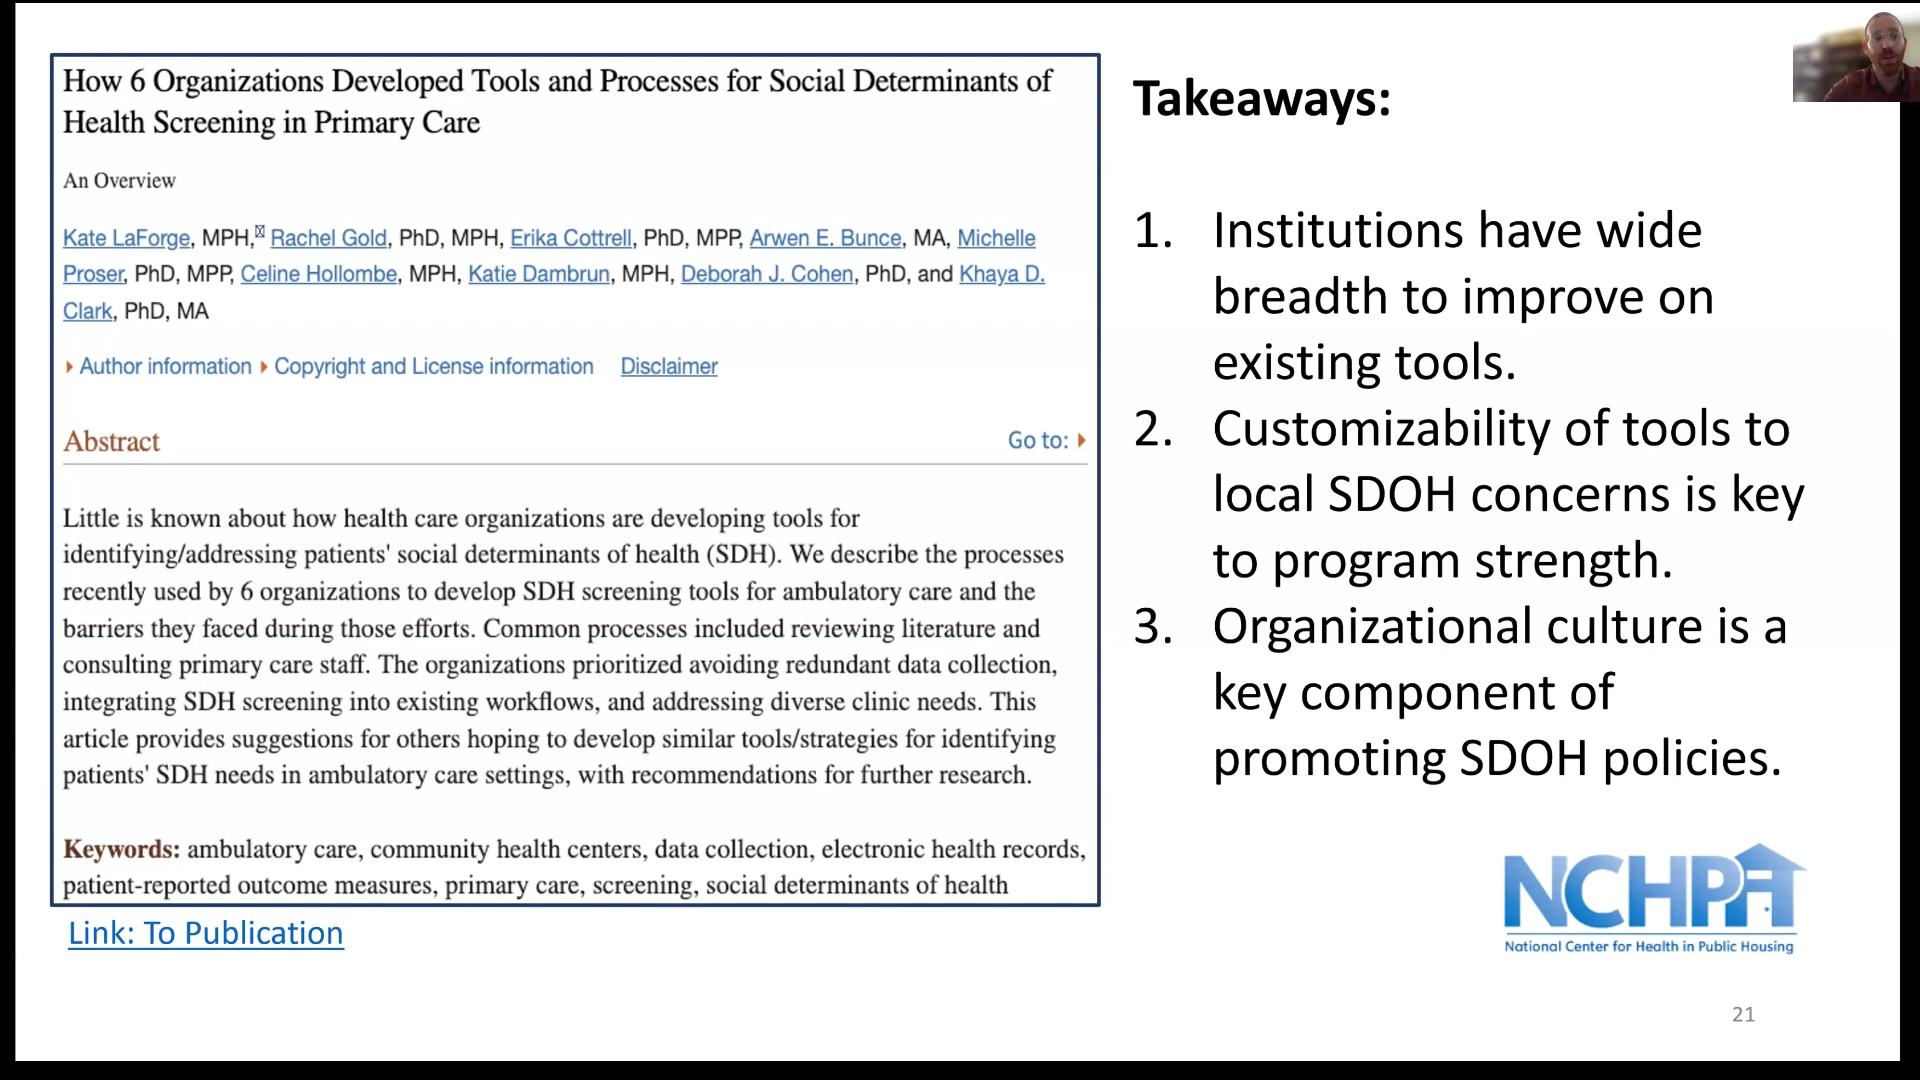 How 6 Organizations Developed Tools and Processes for Social Determinants of
Health Screening in Primary Care
An Overview
Kate LaForge, MPH, Rachel Gold, PhD, MPH, Erika Cottrell, PhD, MPP, Arwen E. Bunce, MA, Michelle
Proser, PhD, MPP, Celine Hollombe, MPH, Katie Dambrun, MPH, Deborah J. Cohen, PhD, and Khaya D.
Clark, PhD, MA
Author information Copyright and License information Disclaimer
Abstract
Go to:
Little is known about how health care organizations are developing tools for
identifying/addressing patients' social determinants of health (SDH). We describe the processes
recently used by 6 organizations to develop SDH screening tools for ambulatory care and the
barriers they faced during those efforts. Common processes included reviewing literature and
consulting primary care staff. The organizations prioritized avoiding redundant data collection,
integrating SDH screening into existing workflows, and addressing diverse clinic needs. This
article provides suggestions for others hoping to develop similar tools/strategies for identifying
patients' SDH needs in ambulatory care settings, with recommendations for further research.
Keywords: ambulatory care, community health centers, data collection, electronic health records,
patient-reported outcome measures, primary care, screening, social determinants of health
Link: To Publication
Takeaways:
1. Institutions have wide
breadth to improve on
existing tools.
2. Customizability of tools to
local SDOH concerns is key
to program strength.
3. Organizational culture is a
key component of
promoting SDOH policies.
NCHPH
National Center for Health in Public Housing
21